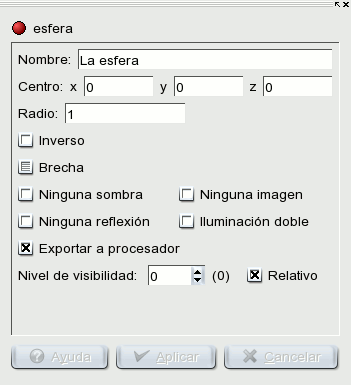 esfera
Nombre: La esfera
Centro: x 0 y 0 z 0
Radio: 1
Inverso
Brecha
Ninguna sombra Ninguna imagen
Ninguna reflexión Iluminación doble
Exportar a procesador
Nivel de visibilidad: 0 (0) Relativo
Ayuda Aplicar Cancelar